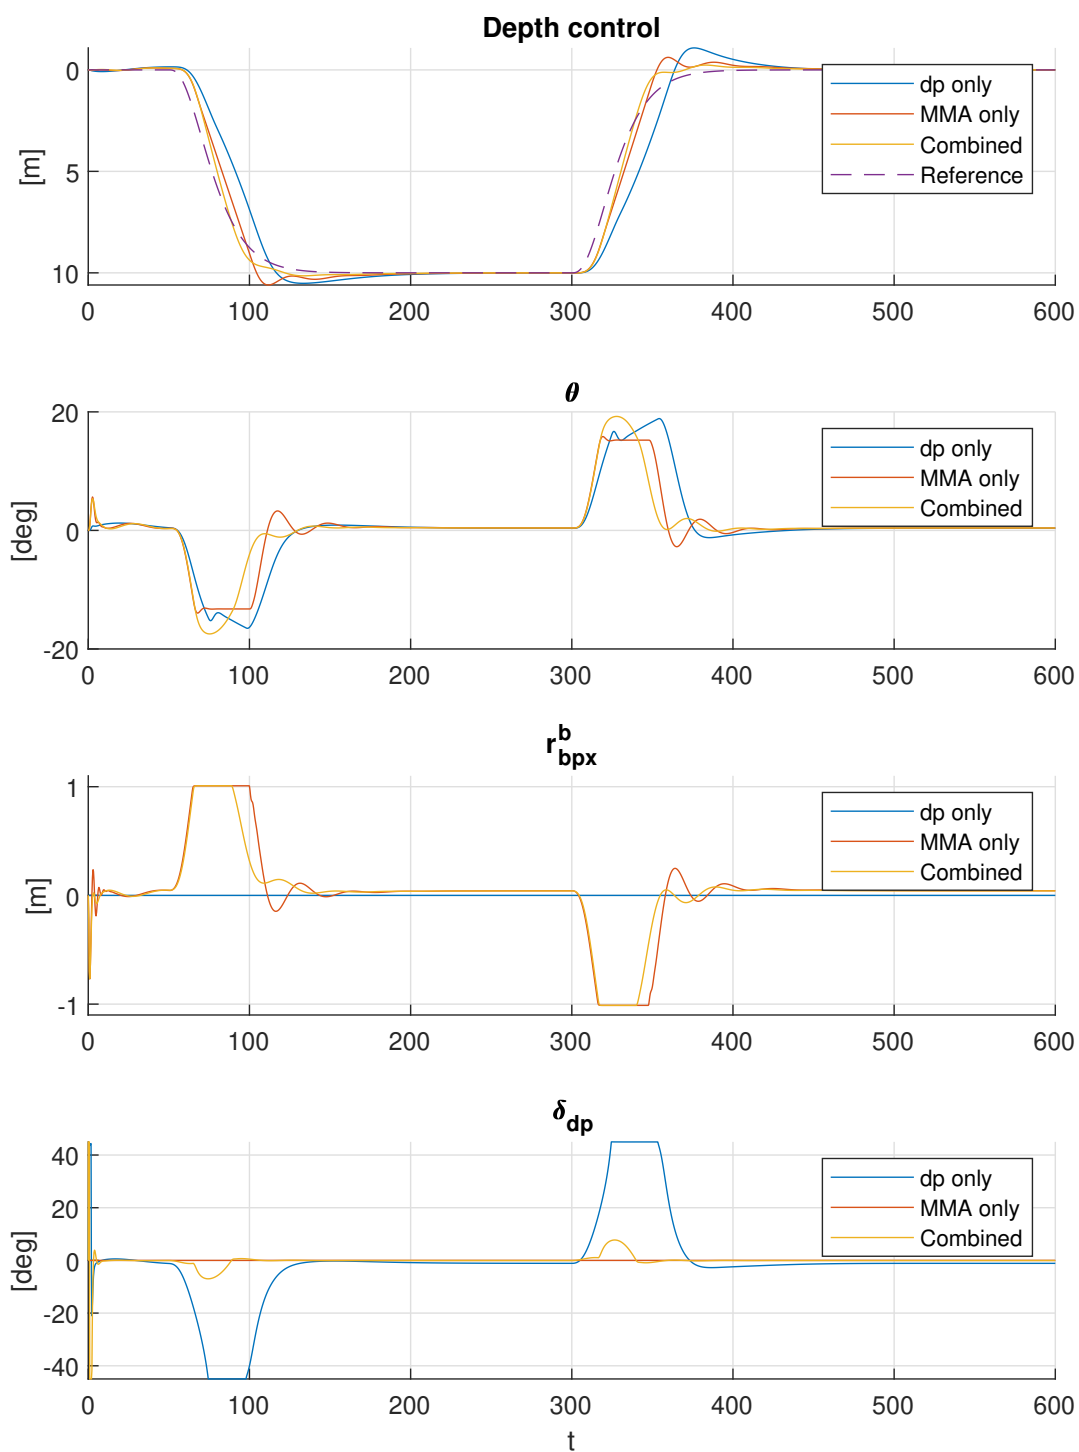 Depth control
0
5
10
[m]
0 100 200 300 400 500 600
dp only
MMA only
Combined
Reference
θ
20
0
-20
[deg]
0 100 200 300 400 500 600
dp only
MMA only
Combined
r^b_bpx
1
0
-1
[m]
0 100 200 300 400 500 600
dp only
MMA only
Combined
δ_dp
40
20
0
-20
-40
[deg]
0 100 200 300 400 500 600
dp only
MMA only
Combined
t